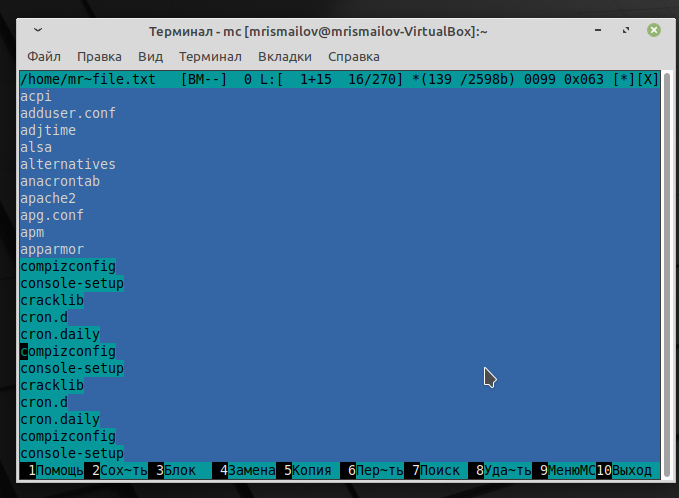 Терминал - mc [mrismailov@mrismailov-VirtualBox]:~
Файл Правка Вид Терминал Вкладки Справка
/home/mr~file.txt [BM--] 0 L:[ 1+15 16/270] *(139 /2598b) 0099 0x063 [*][X]
acpi
adduser.conf
adjtime
alsa
alternatives
anacrontab
apache2
apg.conf
apm
apparmor
compizconfig
console-setup
cracklib
cron.d
cron.daily
compizconfig
console-setup
cracklib
cron.d
cron.daily
compizconfig
console-setup
1Помощь 2Сох~ть 3Блок 4Замена 5Копия 6Пер~ть 7Поиск 8Уда~ть 9МенюMC 10Выход